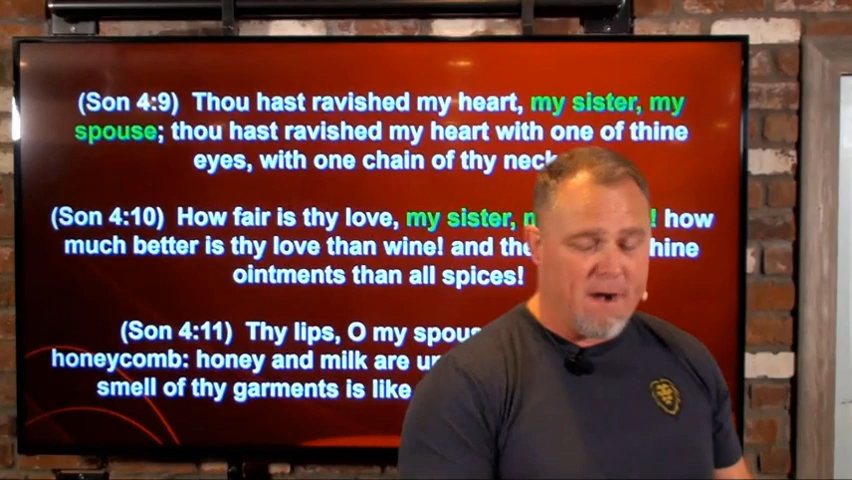 (Son 4:9) Thou hast ravished my heart, my sister, my
spouse; thou hast ravished my heart with one of thine
eyes, with one chain of thy neck
(Son 4:10) How fair is thy love, my sister, ! how
much better is thy love than wine! and hine
ointments than all spices!
(Son 4:11) Thy lips, O my
honeycomb: honey and milk are
smell of thy garments is like